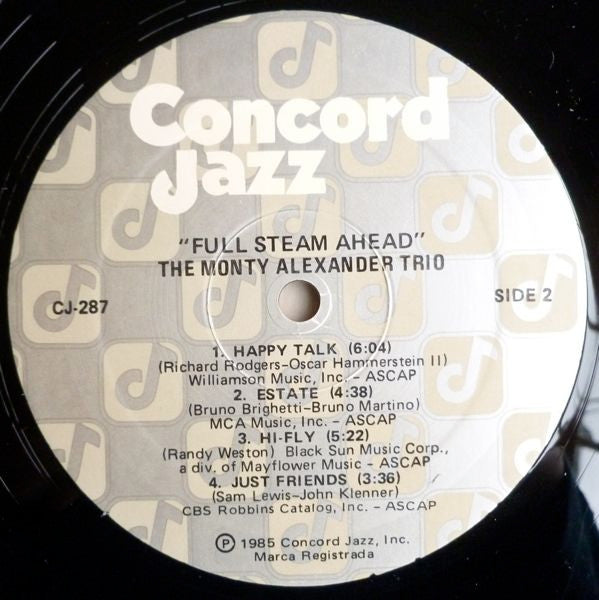 Concord
Jazz
"FULL STEAM AHEAD"
THE MONTY ALEXANDER TRIO
CJ-287
SIDE 2
1. HAPPY TALK (6:04)
(Richard Rodgers-Oscar Hammerstein II)
Williamson Music, Inc. - ASCAP
2. ESTATE (4:38)
(Bruno Brighetti-Bruno Martino)
MCA Music, Inc. - ASCAP
3. HI-FLY (5:22)
(Randy Weston) Black Sun Music Corp.,
a div. of Mayflower Music - ASCAP
4. JUST FRIENDS (3:36)
(Sam Lewis-John Klenner)
CBS Robbins Catalog, Inc. - ASCAP
℗ 1985 Concord Jazz, Inc.
Marca Registrada